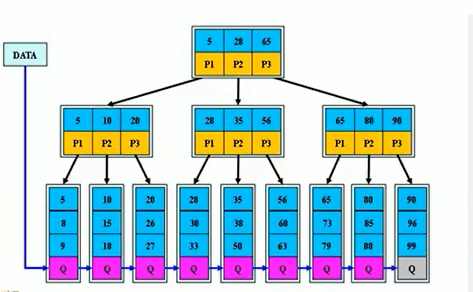 5 28 65
P1 P2 P3
DATA
5 10 20
P1 P2 P3
28 35 56
P1 P2 P3
65 80 90
P1 P2 P3
5 10 20 28 35 56 65 80 90
8 15 26 30 38 60 73 85 96
9 18 27 33 50 63 79 88 99
Q Q Q Q Q Q Q Q Q